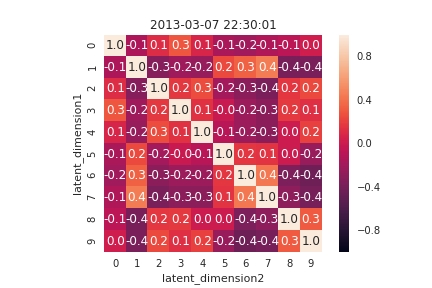 2013-03-07 22:30:01
latent_dimension1
0 1.0 -0.1 0.1 0.3 0.1 -0.1 -0.2 -0.1 -0.1 0.0
1 -0.1 1.0 -0.3 -0.2 -0.2 0.2 0.3 0.4 -0.4 -0.4
2 0.1 -0.3 1.0 0.2 0.3 -0.2 -0.3 -0.4 0.2 0.2
3 0.3 -0.2 0.2 1.0 0.1 -0.0 -0.2 -0.3 0.2 0.1
4 0.1 -0.2 0.3 0.1 1.0 -0.1 -0.2 -0.3 0.0 0.2
5 -0.1 0.2 -0.2 -0.0 -0.1 1.0 0.2 0.1 0.0 -0.2
6 -0.2 0.3 -0.3 -0.2 -0.2 0.2 1.0 0.4 -0.4 -0.4
7 -0.1 0.4 -0.4 -0.3 -0.3 0.1 0.4 1.0 -0.3 -0.4
8 -0.1 -0.4 0.2 0.2 0.0 0.0 -0.4 -0.3 1.0 0.3
9 0.0 -0.4 0.2 0.1 0.2 -0.2 -0.4 -0.4 0.3 1.0
0 1 2 3 4 5 6 7 8 9
latent_dimension2
0.8
0.4
0.0
-0.4
-0.8